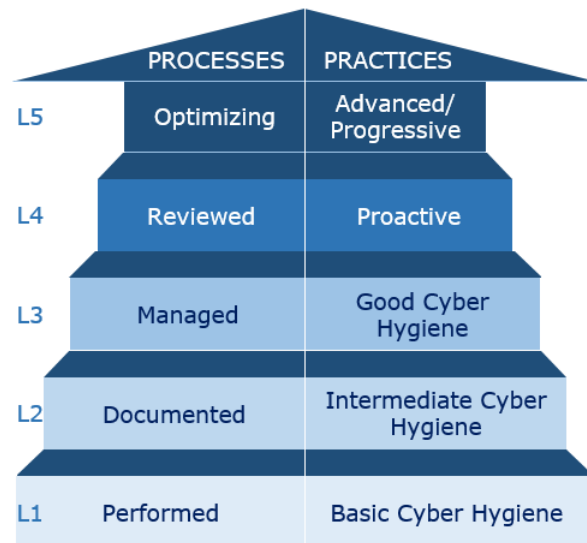 PROCESSES PRACTICES
L5 Optimizing Advanced/
Progressive
L4 Reviewed Proactive
L3 Managed Good Cyber
Hygiene
L2 Documented Intermediate Cyber
Hygiene
L1 Performed Basic Cyber Hygiene